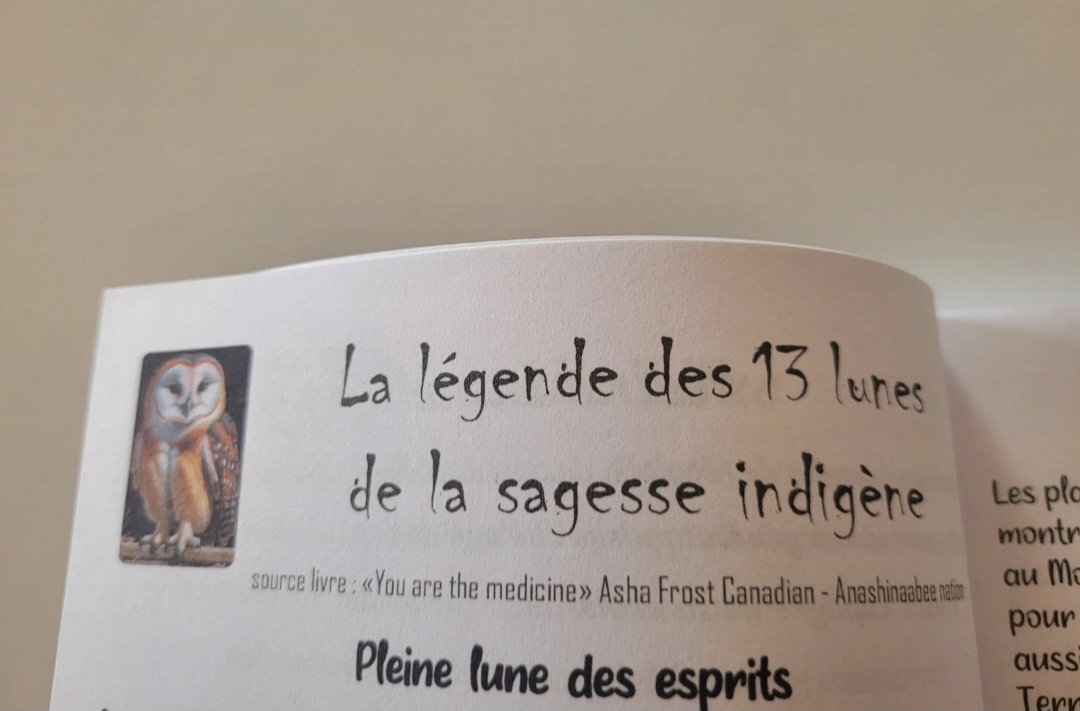 La légende des 13 lunes
de la sagesse indigène
source livre : «You are the medicine» Asha Frost Canadian - Anashinaabee nation
Pleine lune des esprits
Les
montr
au
pour
aussi
Terr